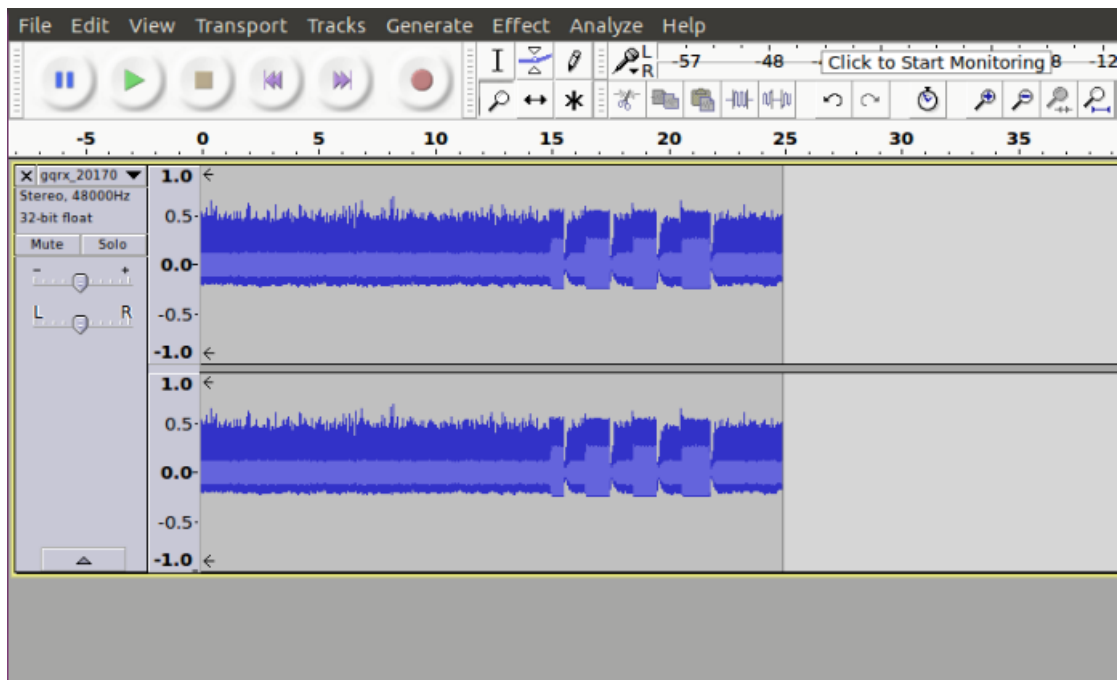 File Edit View Transport Tracks Generate Effect Analyze Help
L R -57 -48 Click to Start Monitoring 8 -12
-5 0 5 10 15 20 25 30 35
gqrx_20170
Stereo, 48000Hz
32-bit float
Mute Solo
- +
L R
1.0
0.5
0.0
-0.5
-1.0
1.0
0.5
0.0
-0.5
-1.0